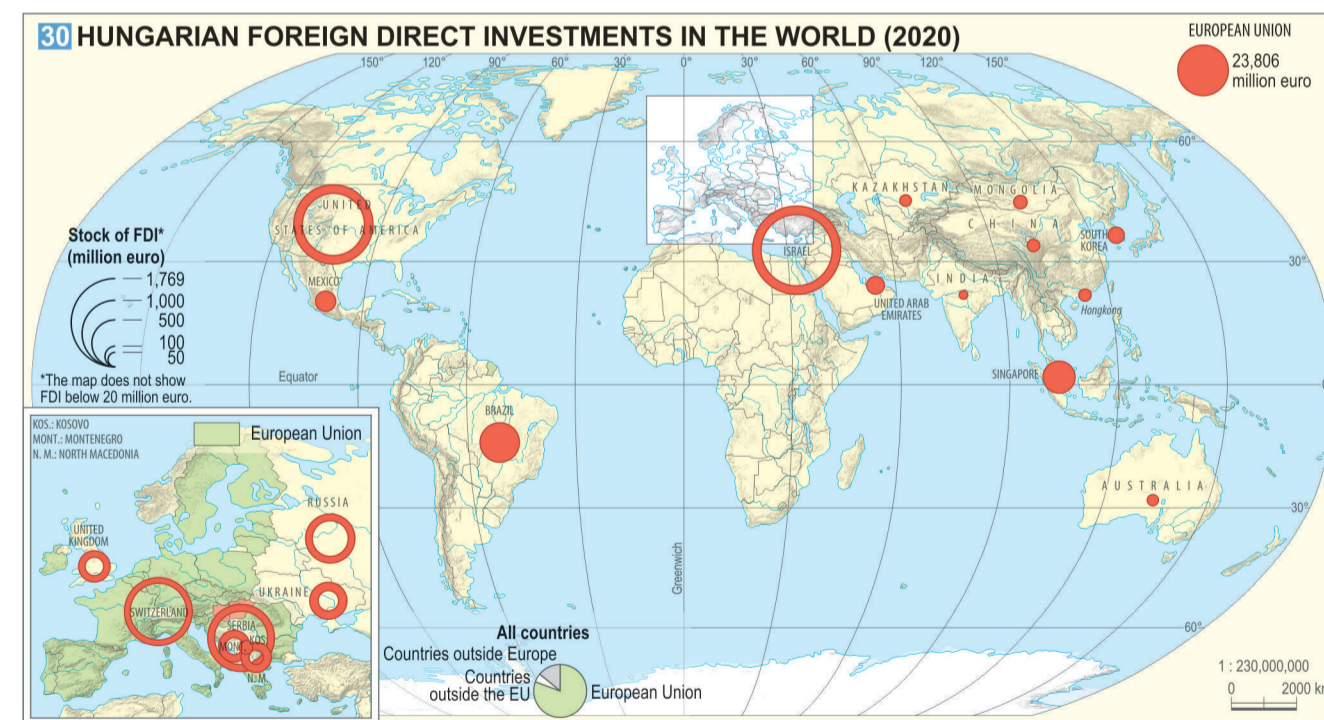 30 HUNGARIAN FOREIGN DIRECT INVESTMENTS IN THE WORLD (2020)
EUROPEAN UNION
23,806
million euro
150°
120°
90°
60°
30°
0°
30°
60°
90°
120°
150°
60°
KAZAKHSTAN
MONGOLIA
CHINA
SOUTH
KOREA
UNITED
STATES OF AMERICA
ISRAEL
30°
INDIA
MEXICO
UNITED ARAB
EMIRATES
Hongkong
Stock of FDI*
(million euro)
1,769
1,000
500
100
50
*The map does not show
FDI below 20 million euro.
Equator
0°
SINGAPORE
BRAZIL
AUSTRALIA
30°
Greenwich
60°
KOS.: KOSOVO
MONT.: MONTENEGRO
N. M.: NORTH MACEDONIA
European Union
RUSSIA
UNITED
KINGDOM
UKRAINE
SWITZERLAND
SERBIA
KOS.
MONT.
N. M.
All countries
Countries outside Europe
Countries
outside the EU
European Union
1 : 230,000,000
0
2000 km